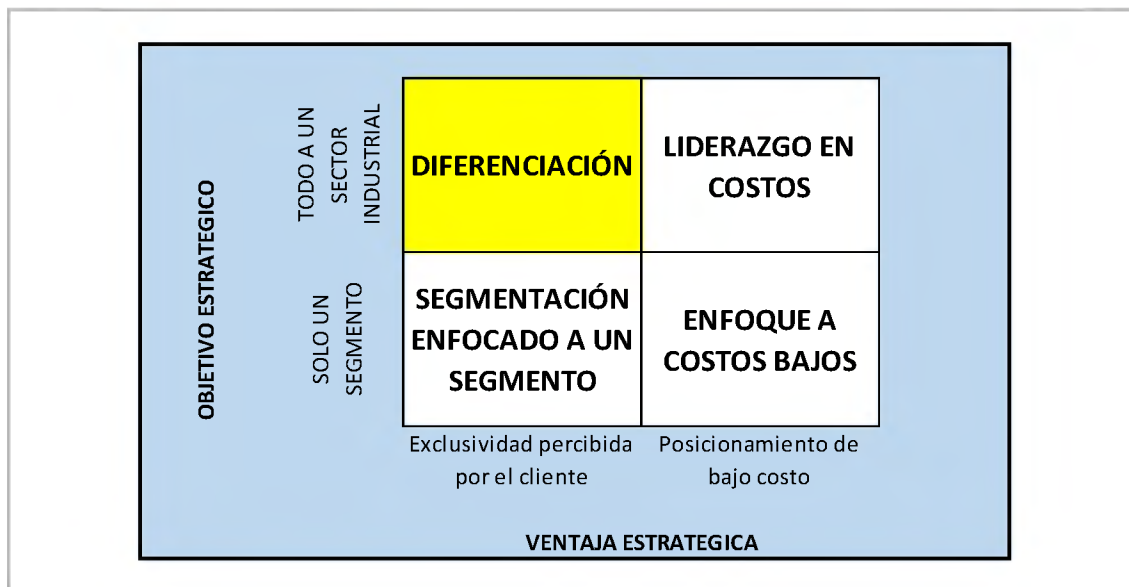 OBJETIVO ESTRATEGICO
TODO A UN
SECTOR
INDUSTRIAL
DIFERENCIACIÓN
LIDERAZGO EN
COSTOS
SOLO UN
SEGMENTO
SEGMENTACIÓN
ENFOCADO A UN
SEGMENTO
ENFOQUE A
COSTOS BAJOS
Exclusividad percibida
por el cliente
Posicionamiento de
bajo costo
VENTAJA ESTRATEGICA